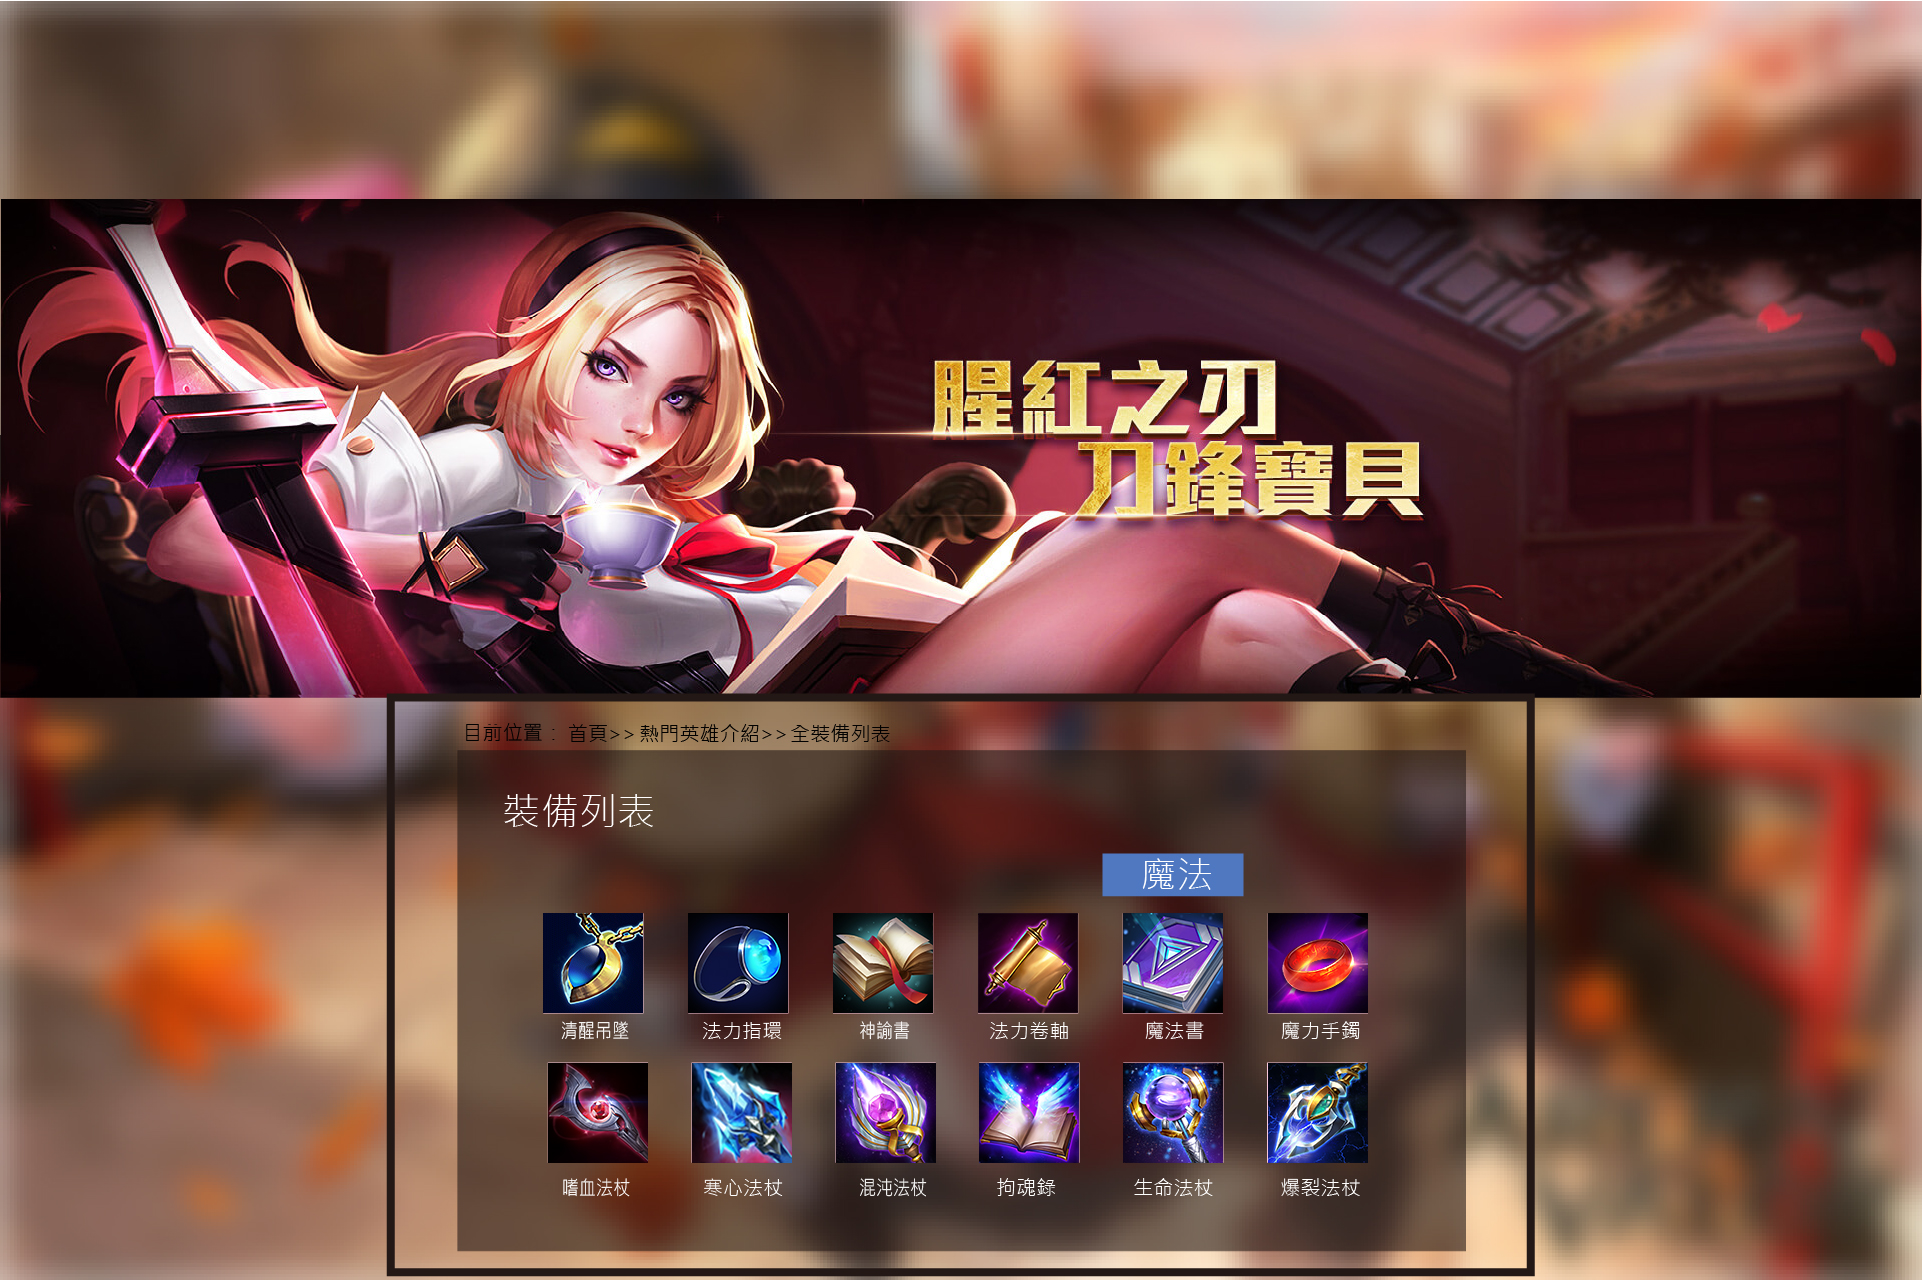 腥紅之刃
刀鋒寶貝
目前位置： 首頁>> 熱門英雄介紹>> 全裝備列表
裝備列表
魔法
清醒吊墜 法力指環 神諭書 法力卷軸 魔法書 魔力手鐲
嗜血法杖 寒心法杖 混沌法杖 拘魂錄 生命法杖 爆裂法杖